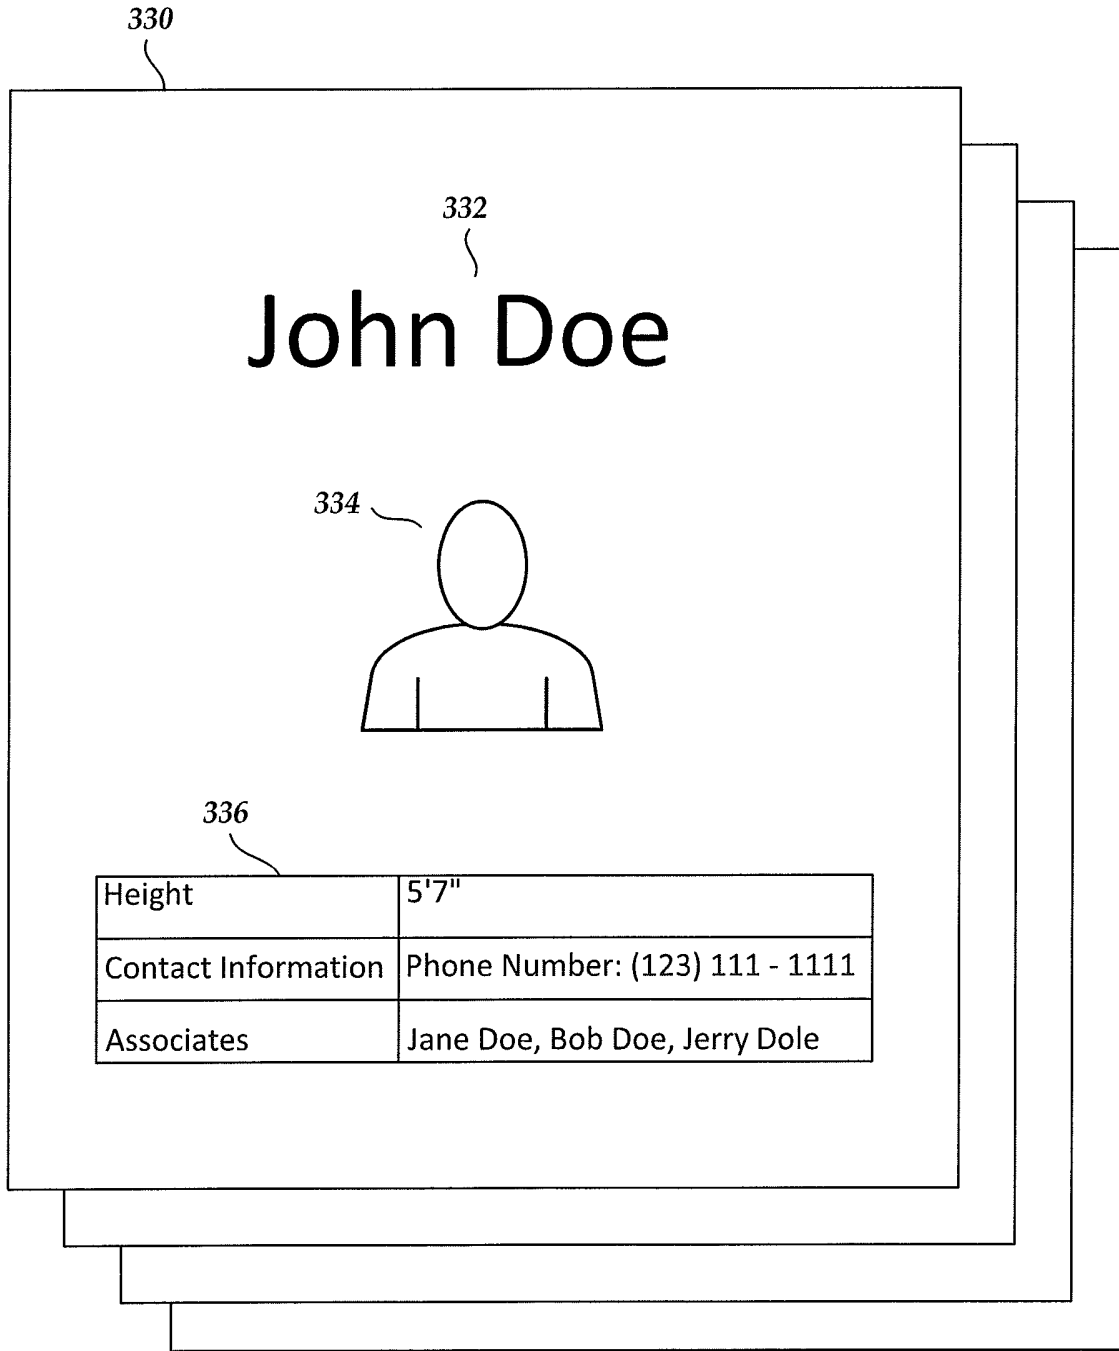 330
332
John Doe
334
336
Height 5'7"
Contact Information Phone Number: (123) 111 - 1111
Associates Jane Doe, Bob Doe, Jerry Dole